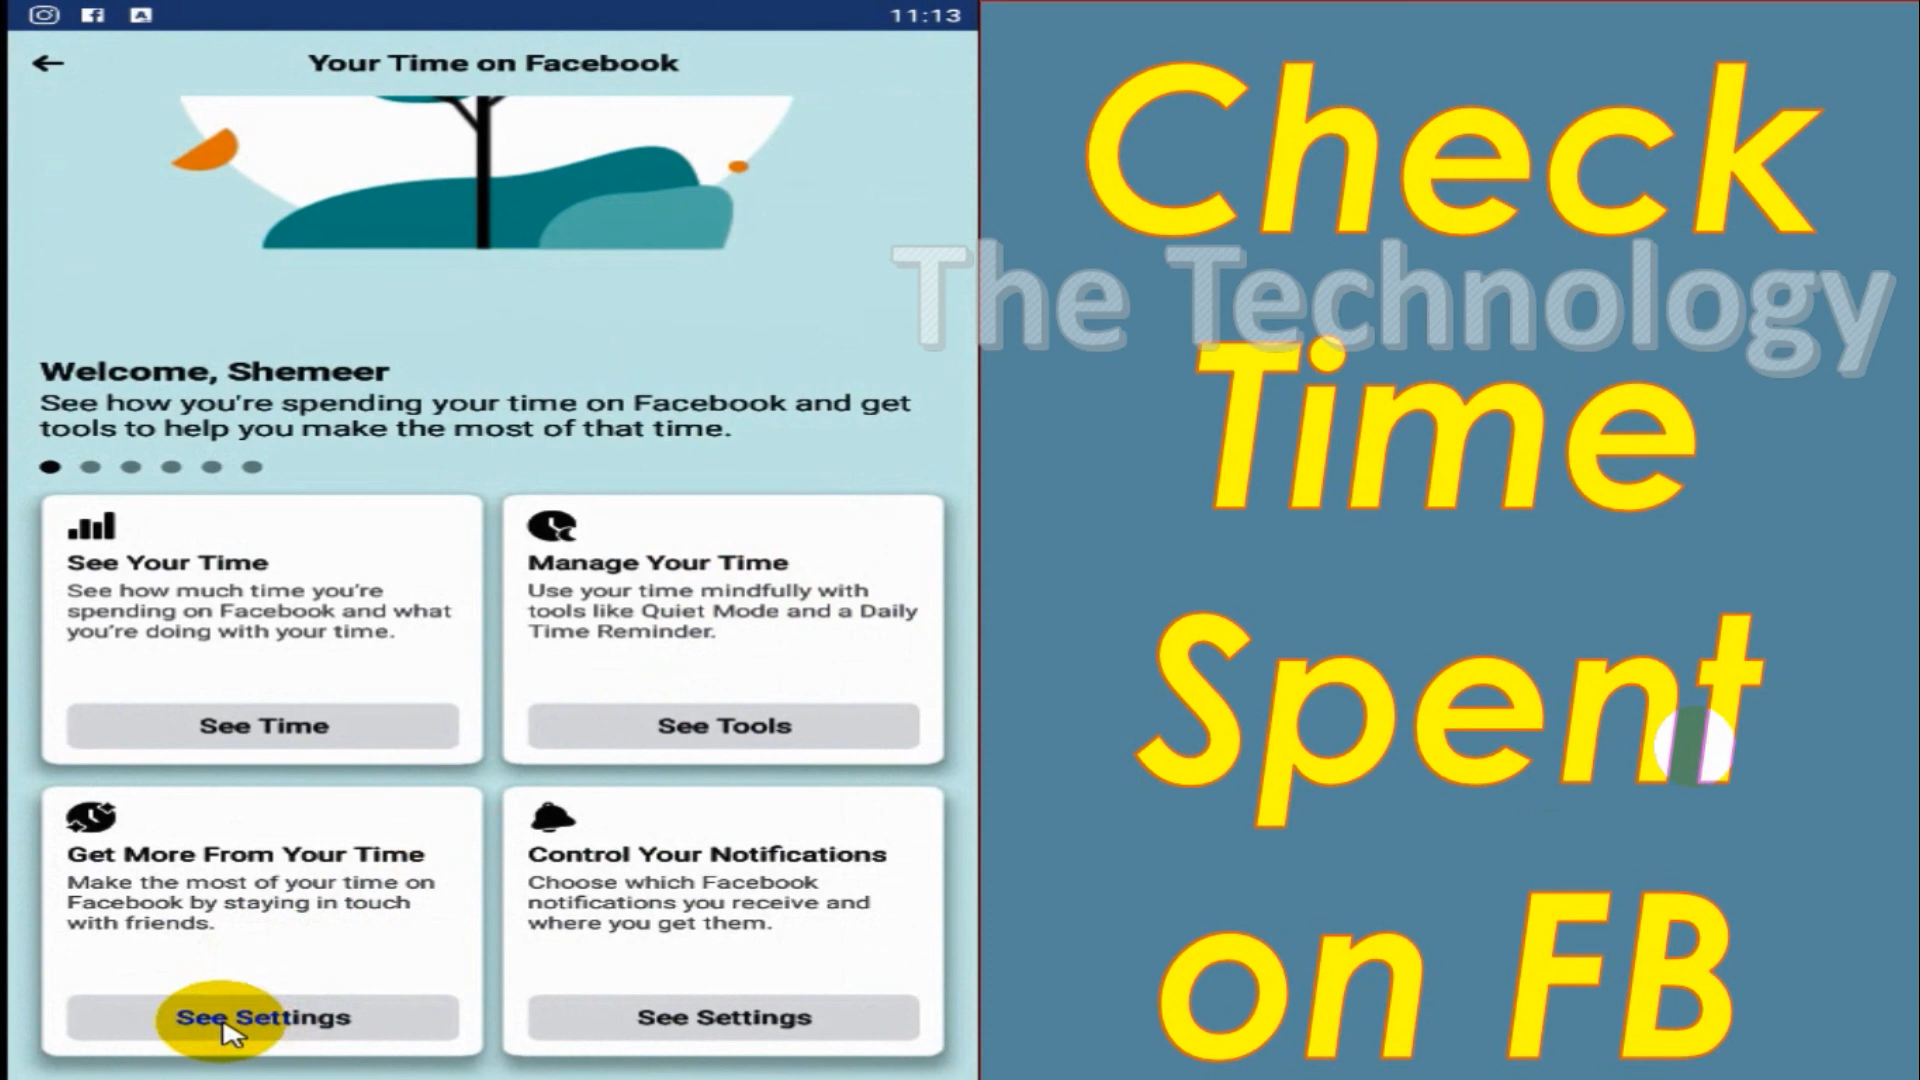 11:13
Your Time on Facebook
Welcome, Shemeer
See how you're spending your time on Facebook and get
tools to help you make the most of that time.
See Your Time
See how much time you're
spending on Facebook and what
you're doing with your time.
See Time
Manage Your Time
Use your time mindfully with
tools like Quiet Mode and a Daily
Time Reminder.
See Tools
Get More From Your Time
Make the most of your time on
Facebook by staying in touch
with friends.
See Settings
Control Your Notifications
Choose which Facebook
notifications you receive and
where you get them.
See Settings
Check
The Technology
Time
Spent
on FB